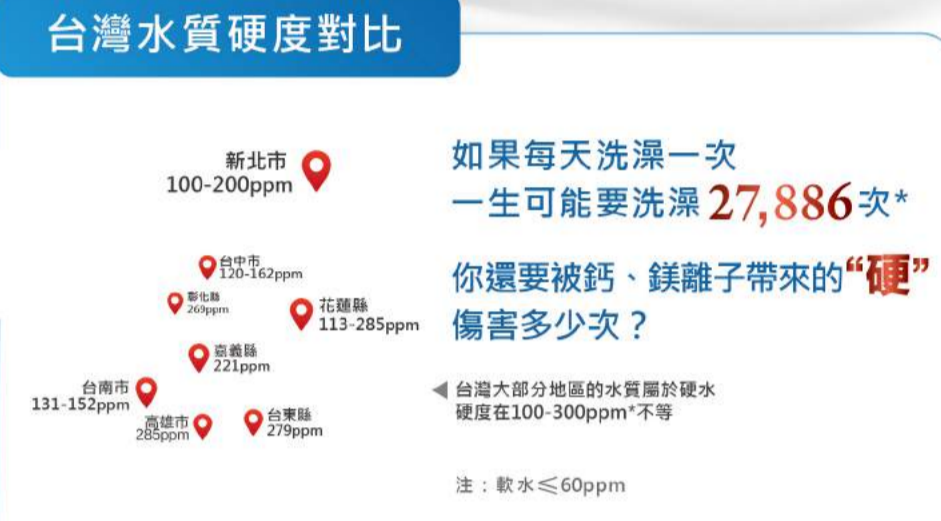 台灣水質硬度對比
新北市
100-200ppm
台中市
120-162ppm
彰化縣
269ppm
花蓮縣
113-285ppm
嘉義縣
221ppm
台南市
131-152ppm
高雄市
285ppm
台東縣
279ppm
如果每天洗澡一次
一生可能要洗澡27,886次*
你還要被鈣、鎂離子帶來的“硬”
傷害多少次？
台灣大部分地區的水質屬於硬水
硬度在100-300ppm*不等
注：軟水≦60ppm